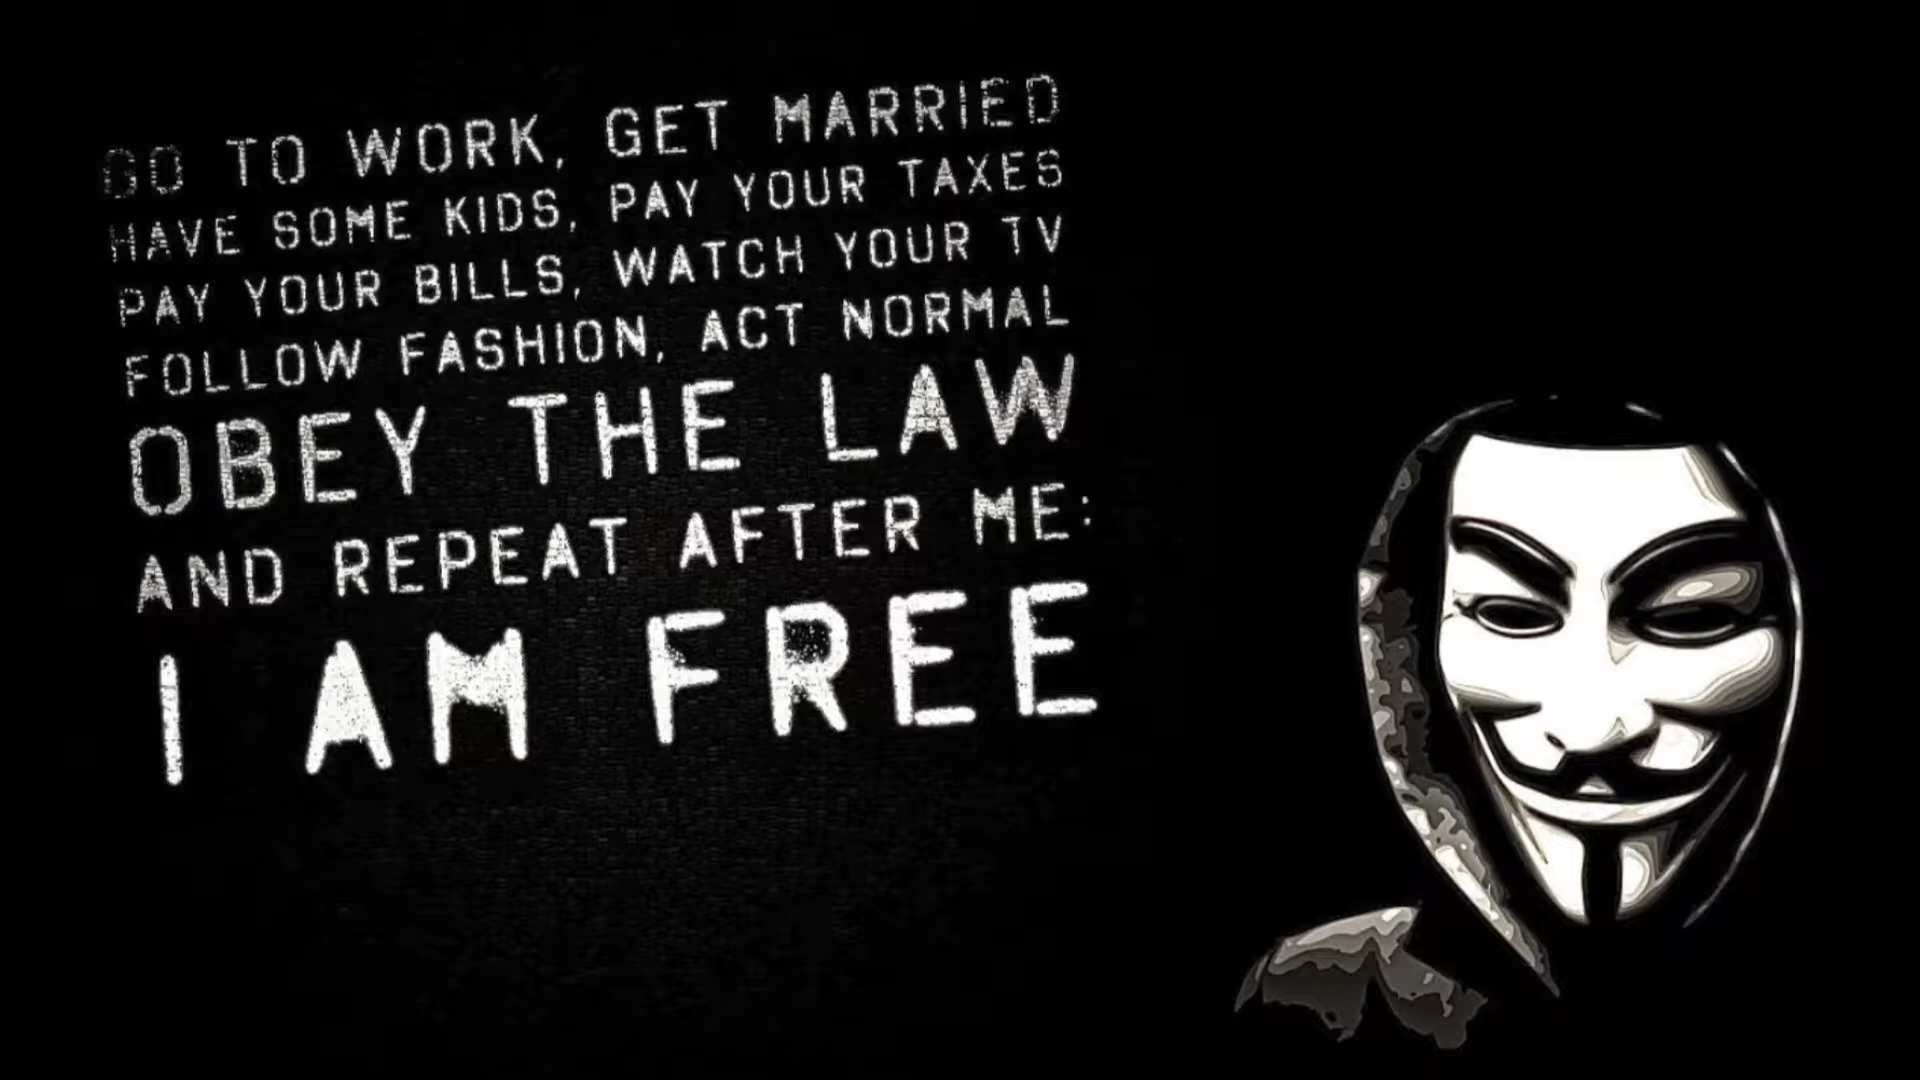 GO TO WORK, GET MARRIED
HAVE SOME KIDS, PAY YOUR TAXES
PAY YOUR BILLS, WATCH YOUR TV
FOLLOW FASHION, ACT NORMAL
OBEY THE LAW
AND REPEAT AFTER ME:
I AM FREE